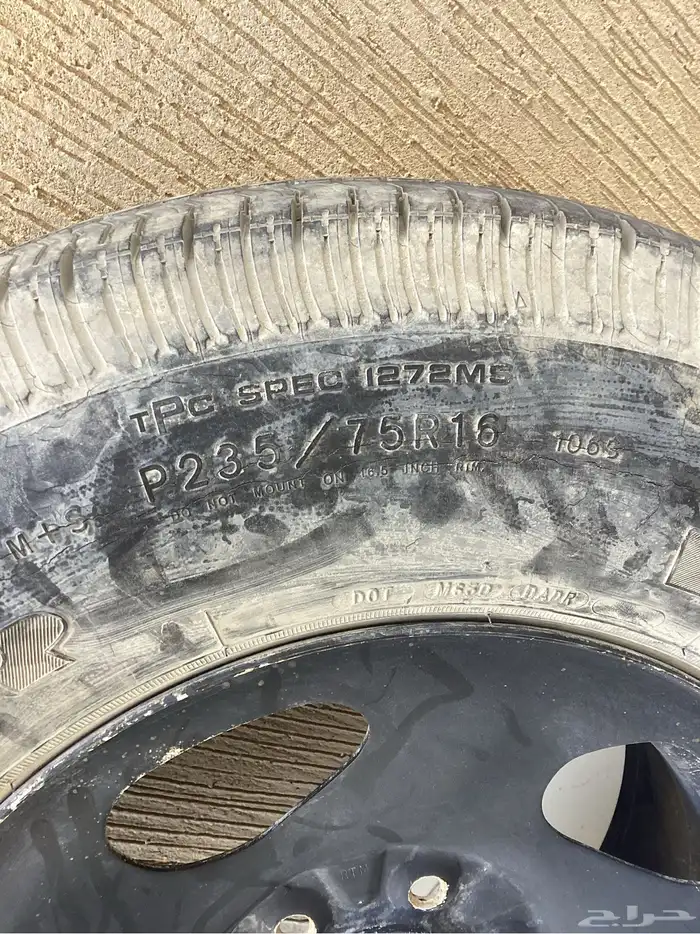 TPC SPEC 1272MS
P235/75R16 106S
DO NOT MOUNT ON 16.5 INCH RIM
M+S
DOT
حراج